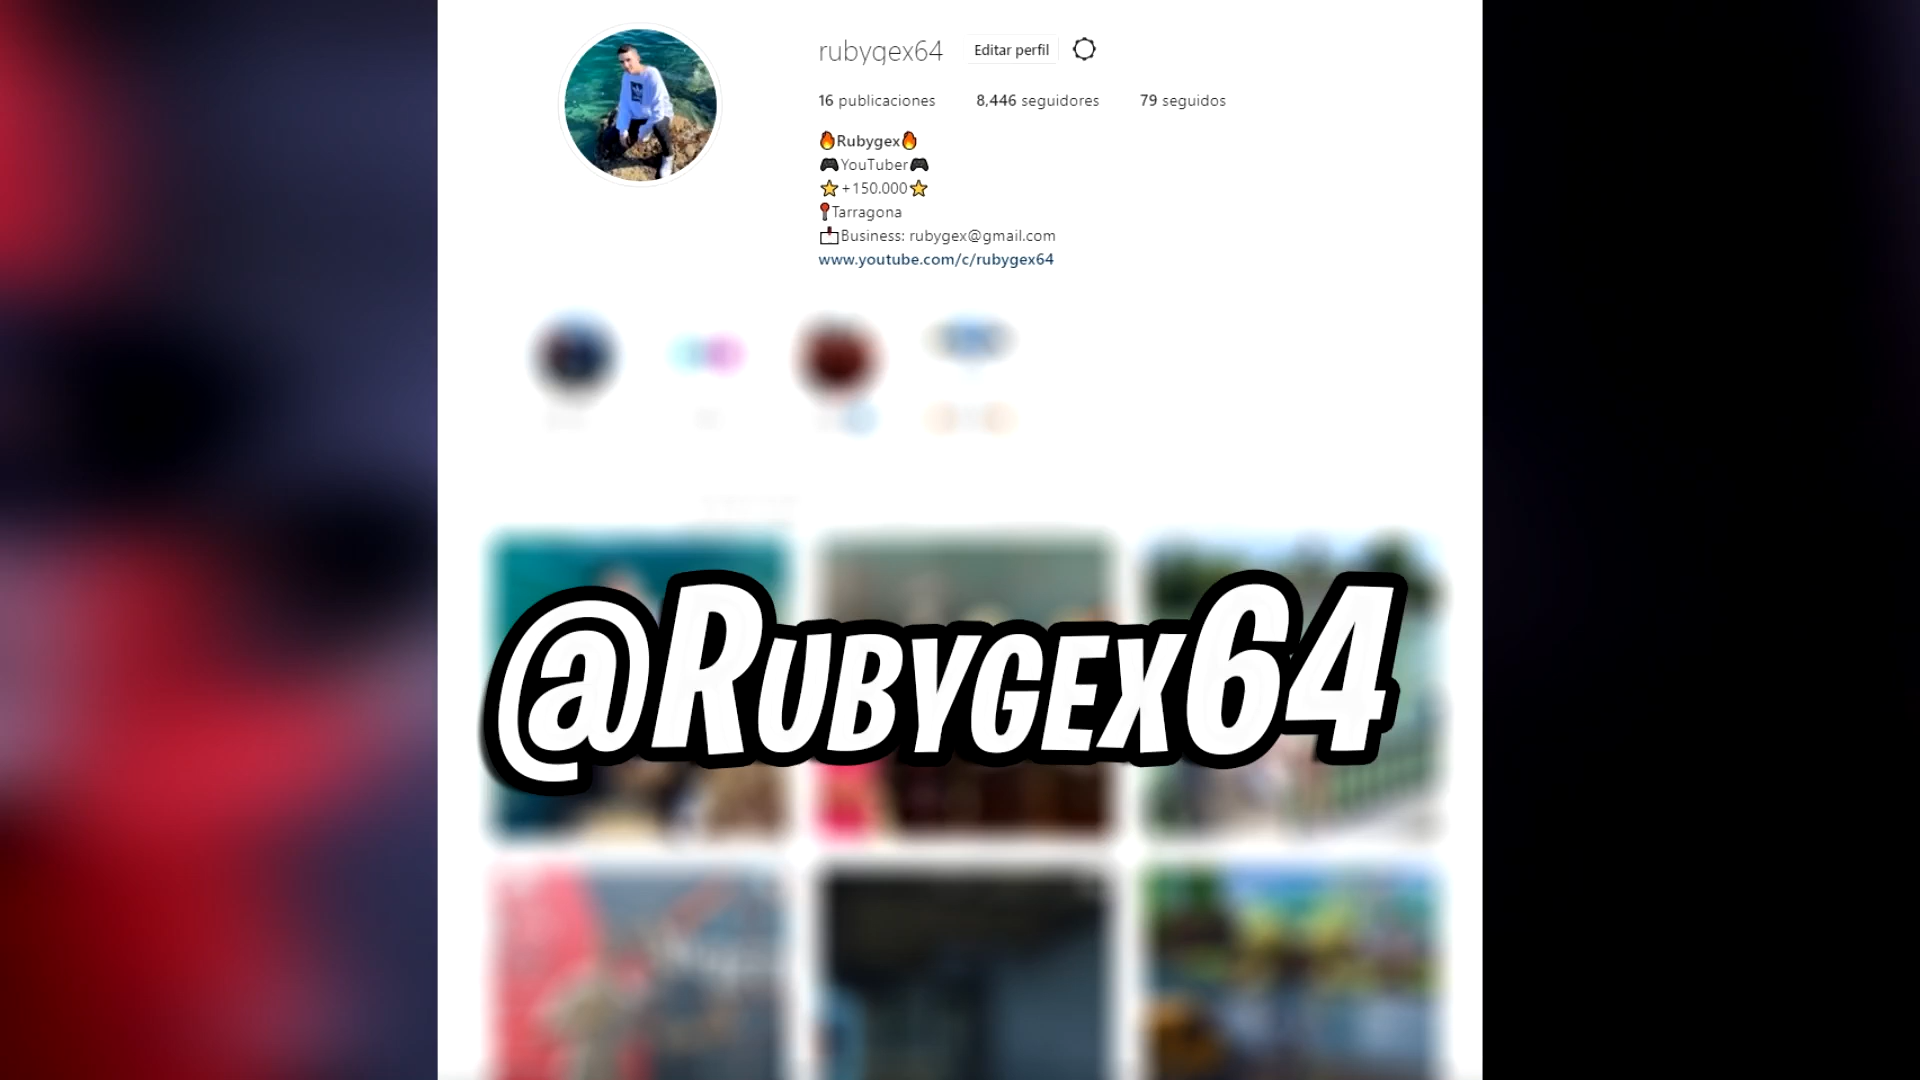 rubygex64 Editar perfil
16 publicaciones 8,446 seguidores 79 seguidos
🔥Rubygex🔥
🎮YouTuber🎮
⭐+150.000⭐
📍Tarragona
📩Business: rubygex@gmail.com
www.youtube.com/c/rubygex64
@Rubygex64